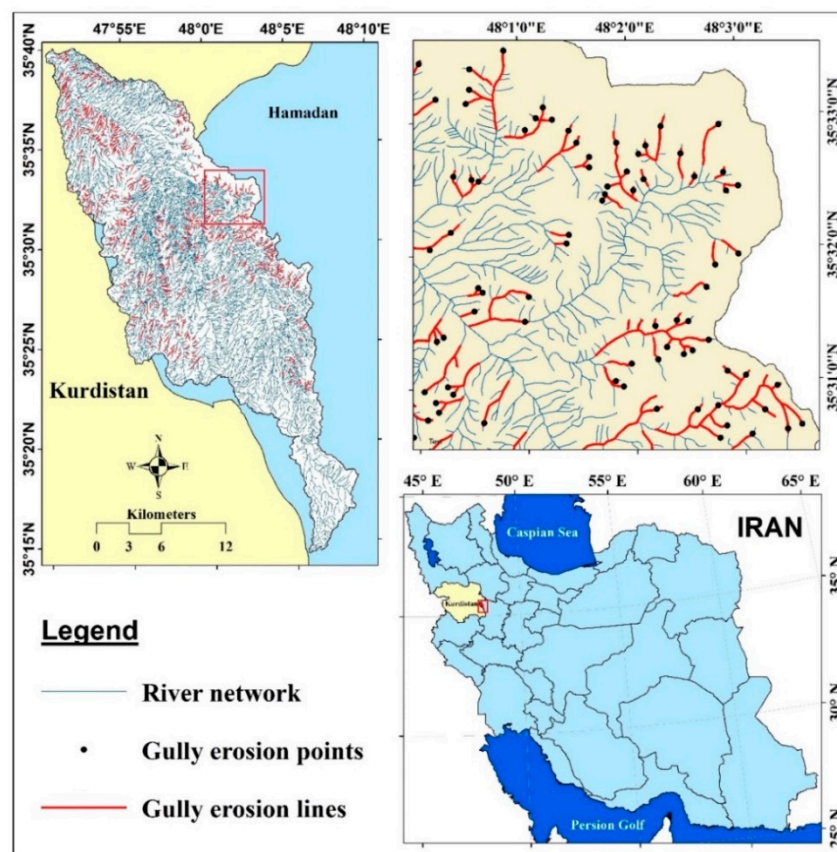 47°55'E 48°0'E 48°5'E 48°10'E
35°40'N
35°35'N
35°30'N
35°25'N
35°20'N
35°15'N
Hamadan
Kurdistan
N
W E
S
Kilometers
0 3 6 12
48°1'0"E 48°2'0"E 48°3'0"E
35°33'0"N
35°32'0"N
35°31'0"N
45° E 50° E 55° E 60° E 65° E
Caspian Sea
IRAN
Kurdistan
35° N
30° N
25° N
Persion Golf
Legend
River network
Gully erosion points
Gully erosion lines